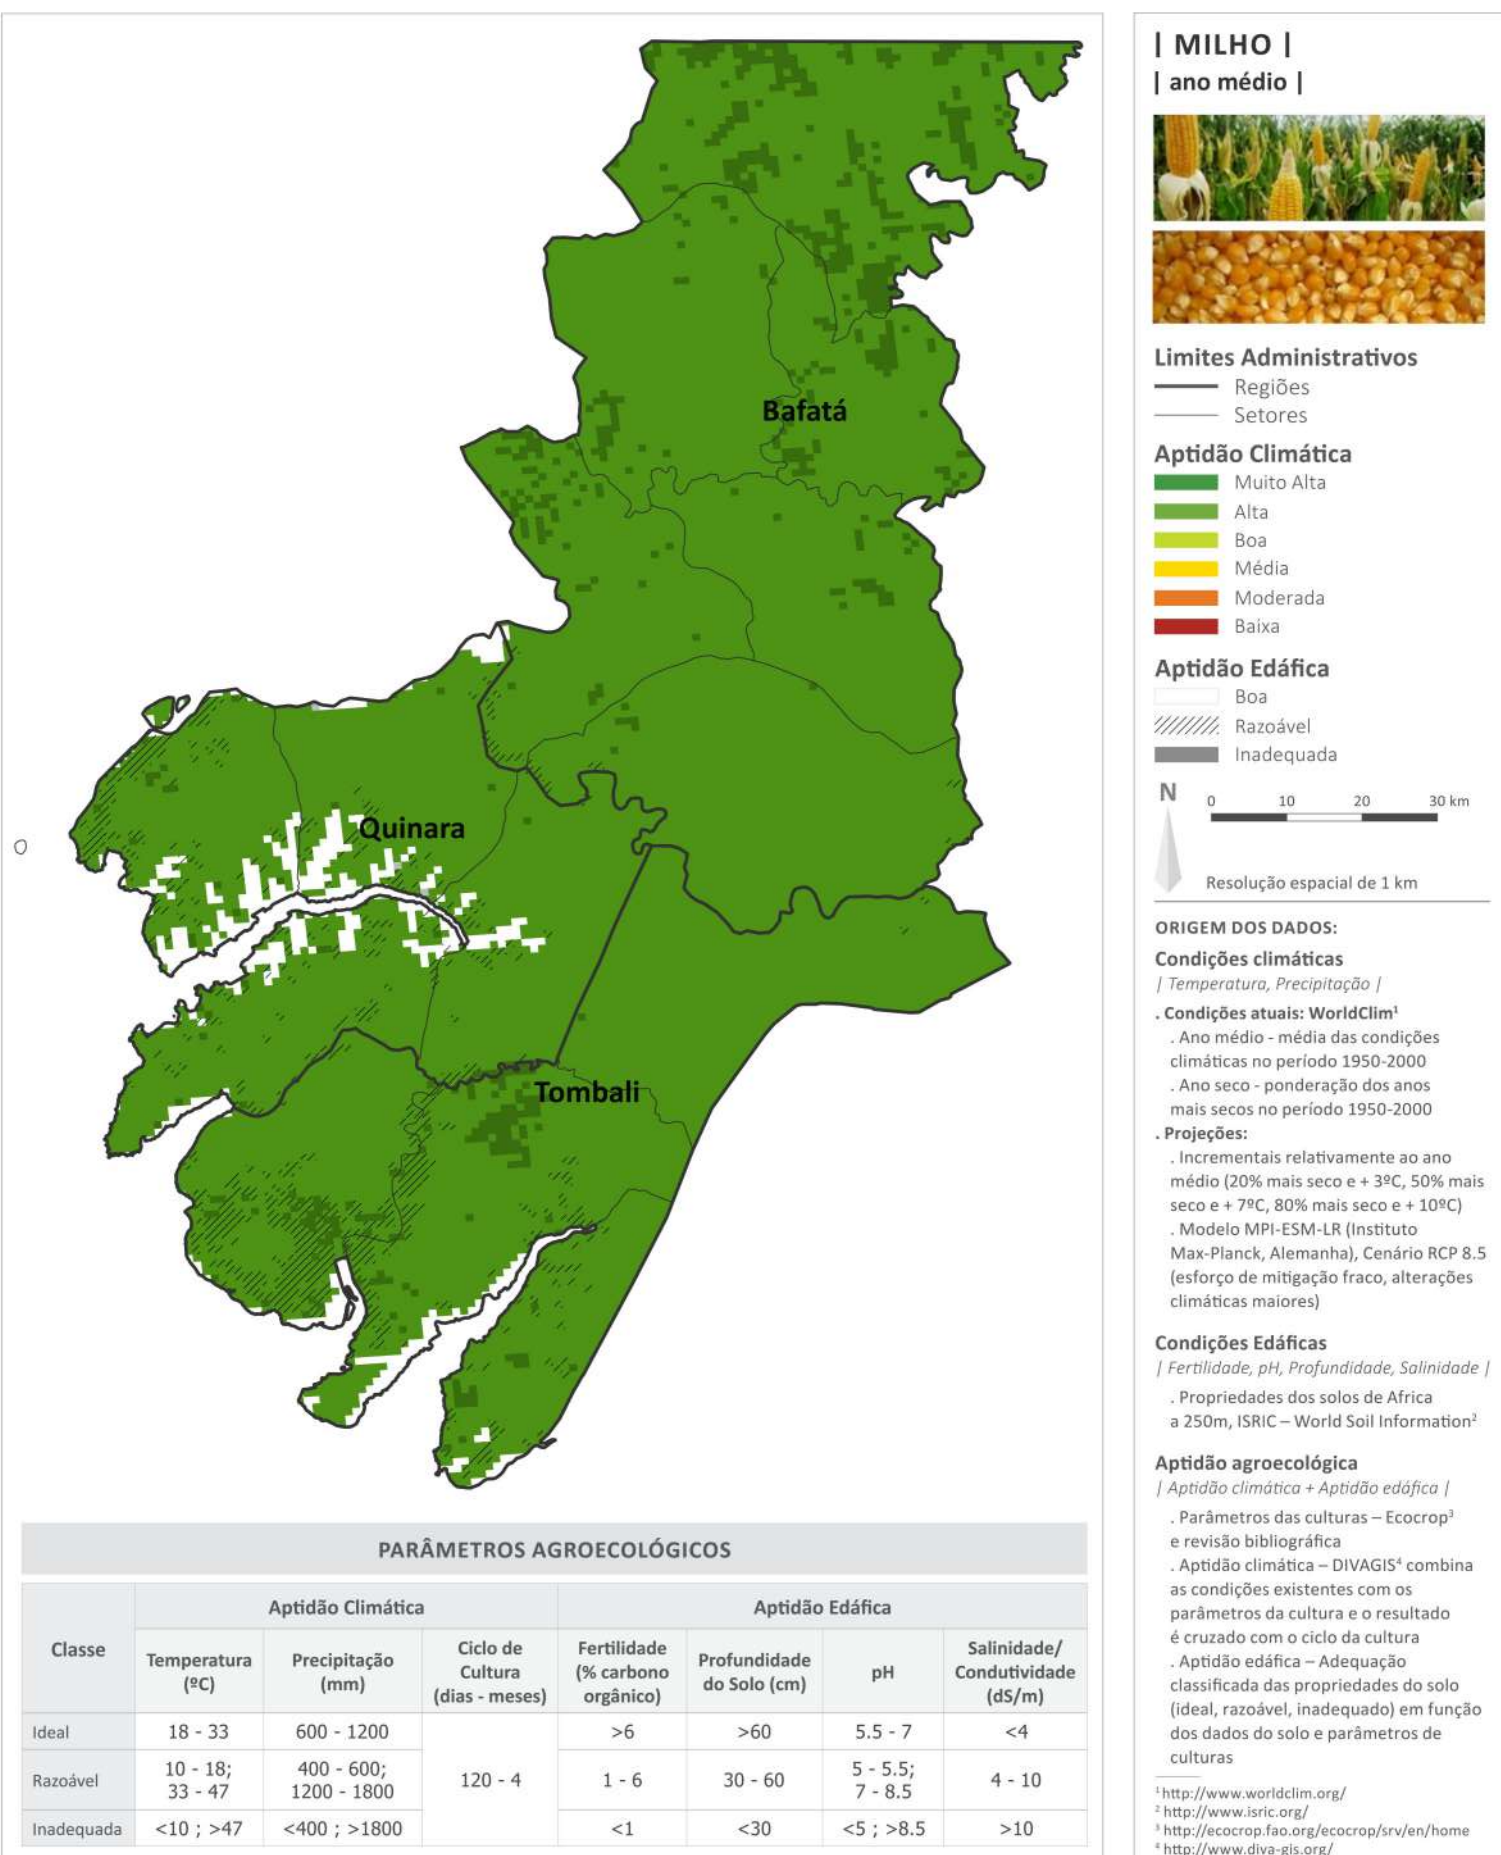 Bafatá
Quinara
Tombali
| MILHO |
| ano médio |
Limites Administrativos
Regiões
Setores
Aptidão Climática
Muito Alta
Alta
Boa
Média
Moderada
Baixa
Aptidão Edáfica
Boa
Razoável
Inadequada
N
0 10 20 30 km
Resolução espacial de 1 km
ORIGEM DOS DADOS:
Condições climáticas
| Temperatura, Precipitação |
. Condições atuais: WorldClim¹
. Ano médio - média das condições
climáticas no período 1950-2000
. Ano seco - ponderação dos anos
mais secos no período 1950-2000
. Projeções:
. Incrementais relativamente ao ano
médio (20% mais seco e + 3ºC, 50% mais
seco e + 7ºC, 80% mais seco e + 10ºC)
. Modelo MPI-ESM-LR (Instituto
Max-Planck, Alemanha), Cenário RCP 8.5
(esforço de mitigação fraco, alterações
climáticas maiores)
Condições Edáficas
| Fertilidade, pH, Profundidade, Salinidade |
. Propriedades dos solos de Africa
a 250m, ISRIC – World Soil Information²
Aptidão agroecológica
| Aptidão climática + Aptidão edáfica |
. Parâmetros das culturas – Ecocrop³
e revisão bibliográfica
. Aptidão climática – DIVAGIS⁴ combina
as condições existentes com os
parâmetros da cultura e o resultado
é cruzado com o ciclo da cultura
. Aptidão edáfica – Adequação
classificada das propriedades do solo
(ideal, razoável, inadequado) em função
dos dados do solo e parâmetros de
culturas
¹ http://www.worldclim.org/
² http://www.isric.org/
³ http://ecocrop.fao.org/ecocrop/srv/en/home
⁴ http://www.diva-gis.org/
PARÂMETROS AGROECOLÓGICOS
Classe
Aptidão Climática
Aptidão Edáfica
Temperatura
(ºC)
Precipitação
(mm)
Ciclo de
Cultura
(dias - meses)
Fertilidade
(% carbono
orgânico)
Profundidade
do Solo (cm)
pH
Salinidade/
Condutividade
(dS/m)
Ideal 18 - 33 600 - 1200 >6 >60 5.5 - 7 <4
Razoável 10 - 18; 400 - 600; 120 - 4 1 - 6 30 - 60 5 - 5.5; 4 - 10
33 - 47 1200 - 1800 7 - 8.5
Inadequada <10 ; >47 <400 ; >1800 <1 <30 <5 ; >8.5 >10